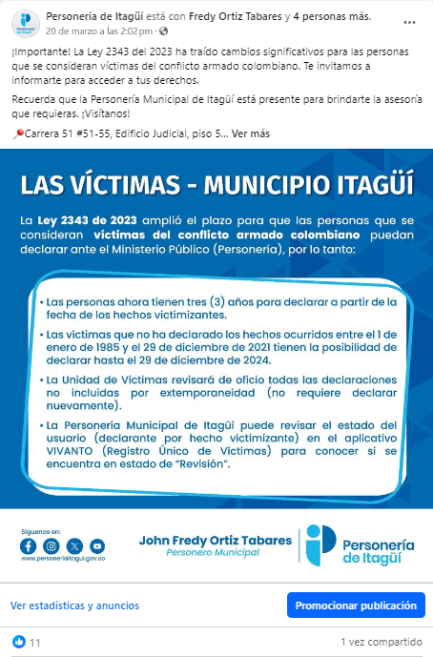 Personería de Itagüí está con Fredy Ortiz Tabares y 4 personas más.
20 de marzo a las 2:02 pm ·
¡Importante! La Ley 2343 del 2023 ha traído cambios significativos para las personas
que se consideran víctimas del conflicto armado colombiano. Te invitamos a
informarte para acceder a tus derechos.
Recuerda que la Personería Municipal de Itagüí está presente para brindarte la asesoría
que requieras. ¡Visítanos!
📍Carrera 51 #51-55, Edificio Judicial, piso 5... Ver más
LAS VÍCTIMAS - MUNICIPIO ITAGÜÍ
La Ley 2343 de 2023 amplió el plazo para que las personas que se
consideran víctimas del conflicto armado colombiano puedan
declarar ante el Ministerio Público (Personería), por lo tanto:
• Las personas ahora tienen tres (3) años para declarar a partir de la
fecha de los hechos victimizantes.
• Las víctimas que no ha declarado los hechos ocurridos entre el 1 de
enero de 1985 y el 29 de diciembre de 2021 tienen la posibilidad de
declarar hasta el 29 de diciembre de 2024.
• La Unidad de Víctimas revisará de oficio todas las declaraciones
no incluidas por extemporaneidad (no requiere declarar
nuevamente).
• La Personería Municipal de Itagüí puede revisar el estado del
usuario (declarante por hecho victimizante) en el aplicativo
VIVANTO (Registro Único de Víctimas) para conocer si se
encuentra en estado de “Revisión”.
Síguenos en:
www.personeriaitagui.gov.co
John Fredy Ortiz Tabares
Personero Municipal
Personería
de Itagüí
Ver estadísticas y anuncios
Promocionar publicación
11
1 vez compartido